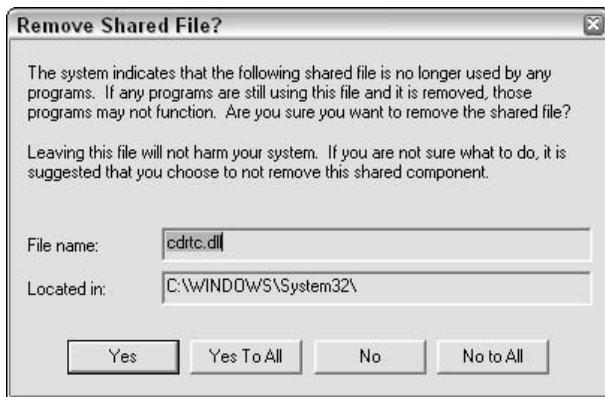 Remove Shared File?
The system indicates that the following shared file is no longer used by any
programs. If any programs are still using this file and it is removed, those
programs may not function. Are you sure you want to remove the shared file?
Leaving this file will not harm your system. If you are not sure what to do, it is
suggested that you choose to not remove this shared component.
File name: cdrtc.dll
Located in: C:\WINDOWS\System32\
Yes Yes To All No No to All